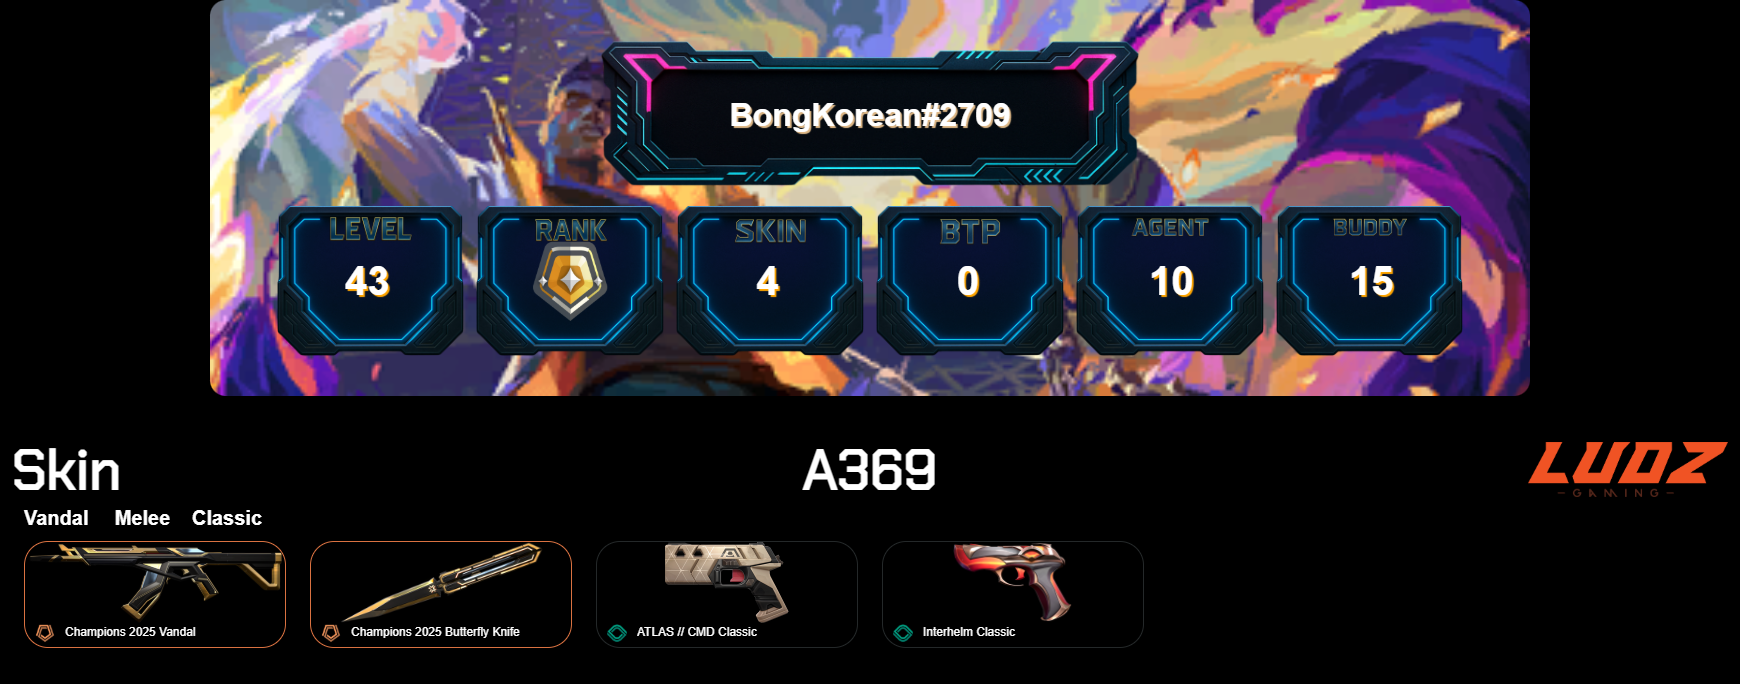 BongKorean#2709
LEVEL RANK SKIN BTP AGENT BUDDY
43 4 0 10 15
Skin A369 LUDZ
GAMING
Vandal Melee Classic
Champions 2025 Vandal Champions 2025 Butterfly Knife ATLAS // CMD Classic Interhelm Classic